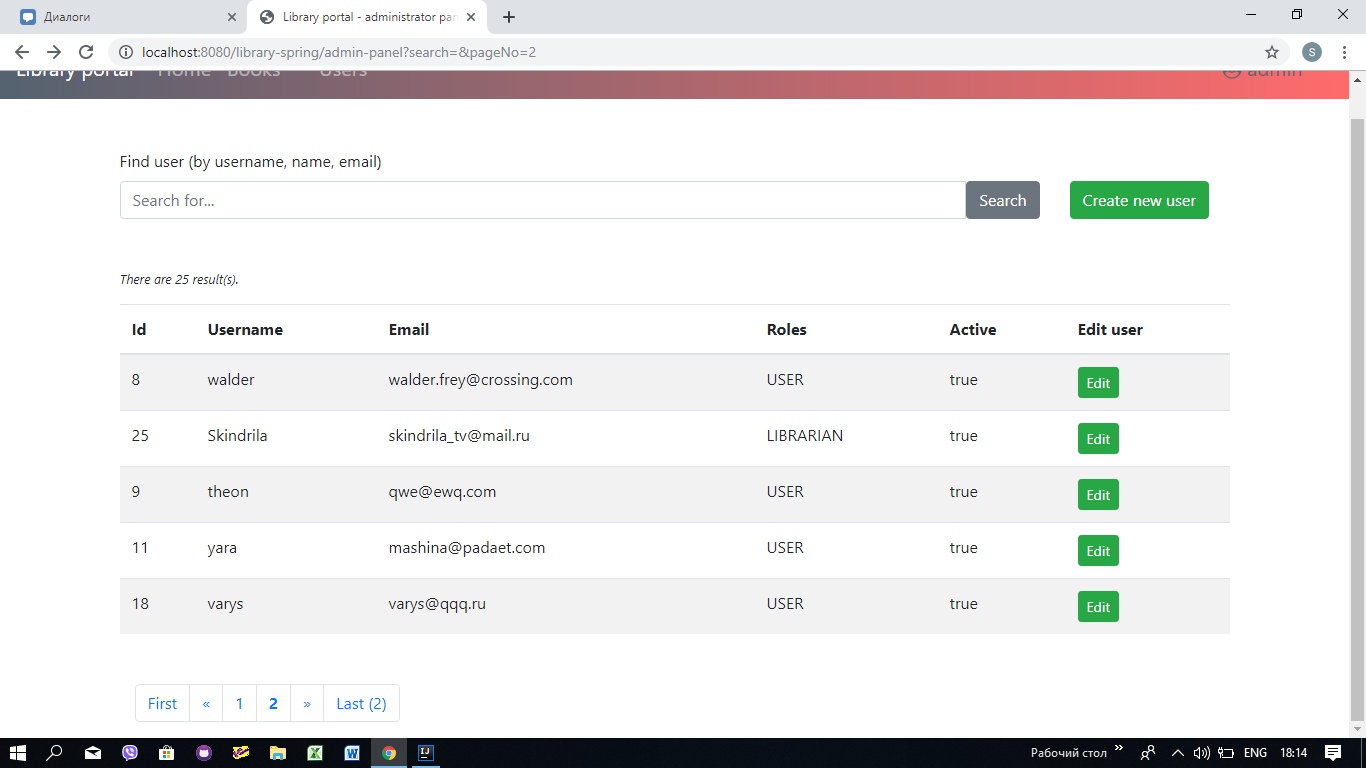 Диалоги
Library portal - administrator pan
localhost:8080/library-spring/admin-panel?search=&pageNo=2
S
Library portal Home Books Users admin
Find user (by username, name, email)
Search for... Search Create new user
There are 25 result(s).
Id Username Email Roles Active Edit user
8 walder walder.frey@crossing.com USER true Edit
25 Skindrila skindrila_tv@mail.ru LIBRARIAN true Edit
9 theon qwe@ewq.com USER true Edit
11 yara mashina@padaet.com USER true Edit
18 varys varys@qqq.ru USER true Edit
First « 1 2 » Last (2)
Рабочий стол » ENG 18:14